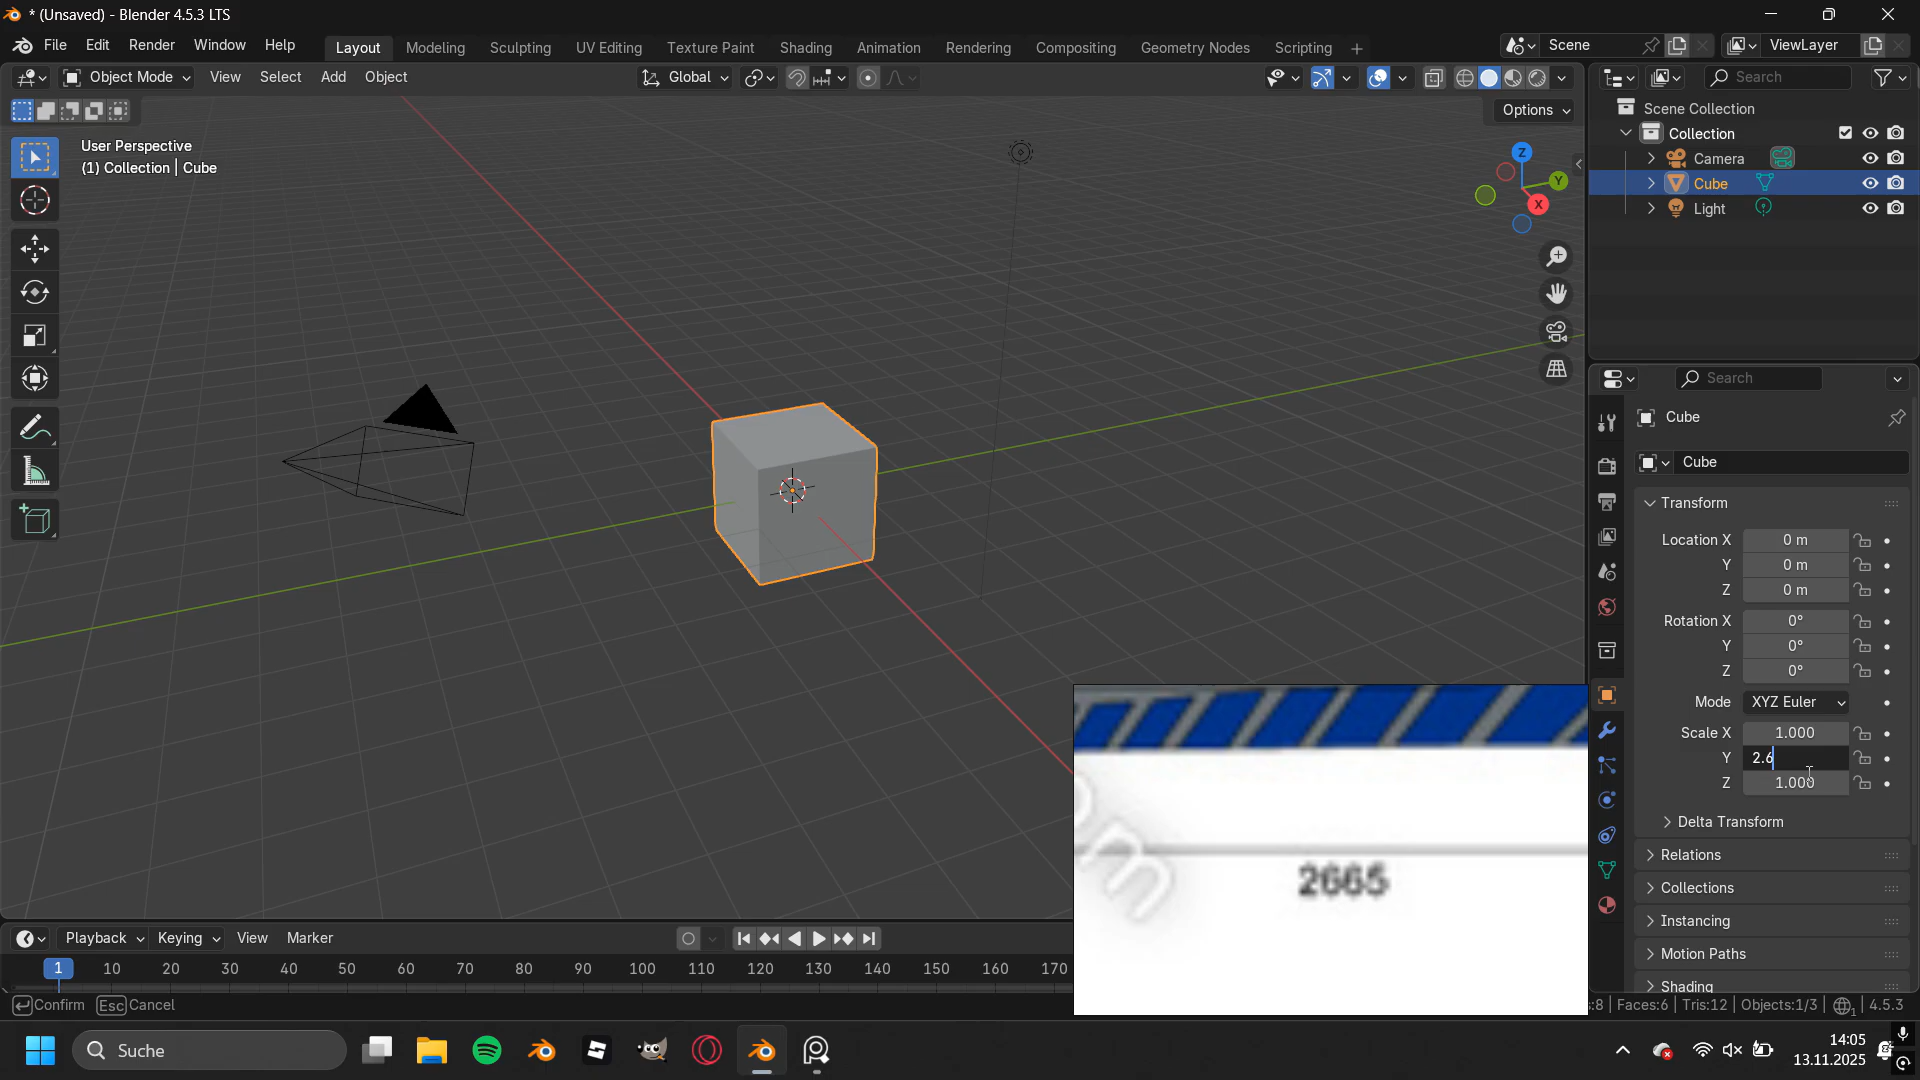 * (Unsaved) - Blender 4.5.3 LTS
File Edit Render Window Help Layout Modeling Sculpting UV Editing Texture Paint Shading Animation Rendering Compositing Geometry Nodes Scripting + Scene ViewLayer
Object Mode View Select Add Object Global Search
Options
User Perspective
(1) Collection | Cube
Z
Y
X
Scene Collection
Collection
Camera
Cube
Light
Search
Cube
Cube
Transform
Location X 0 m
Y 0 m
Z 0 m
Rotation X 0°
Y 0°
Z 0°
Mode XYZ Euler
Scale X 1.000
Y 2.6
Z 1.000
Delta Transform
Relations
Collections
Instancing
Motion Paths
Shading
om
2665
Playback Keying View Marker
1 10 20 30 40 50 60 70 80 90 100 110 120 130 140 150 160 170
Confirm Esc Cancel
:8 | Faces:6 | Tris:12 | Objects:1/3 | 1 | 4.5.3
Suche
14:05
13.11.2025